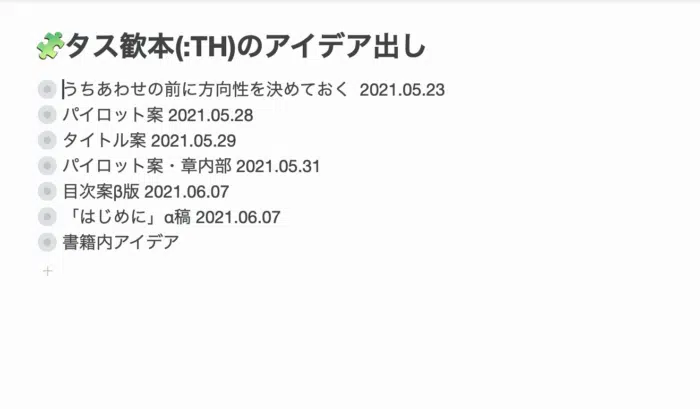 🧩タス歓本(:TH)のアイデア出し
うちあわせの前に方向性を決めておく 2021.05.23
パイロット案 2021.05.28
タイトル案 2021.05.29
パイロット案・章内部 2021.05.31
目次案β版 2021.06.07
「はじめに」α稿 2021.06.07
書籍内アイデア
+